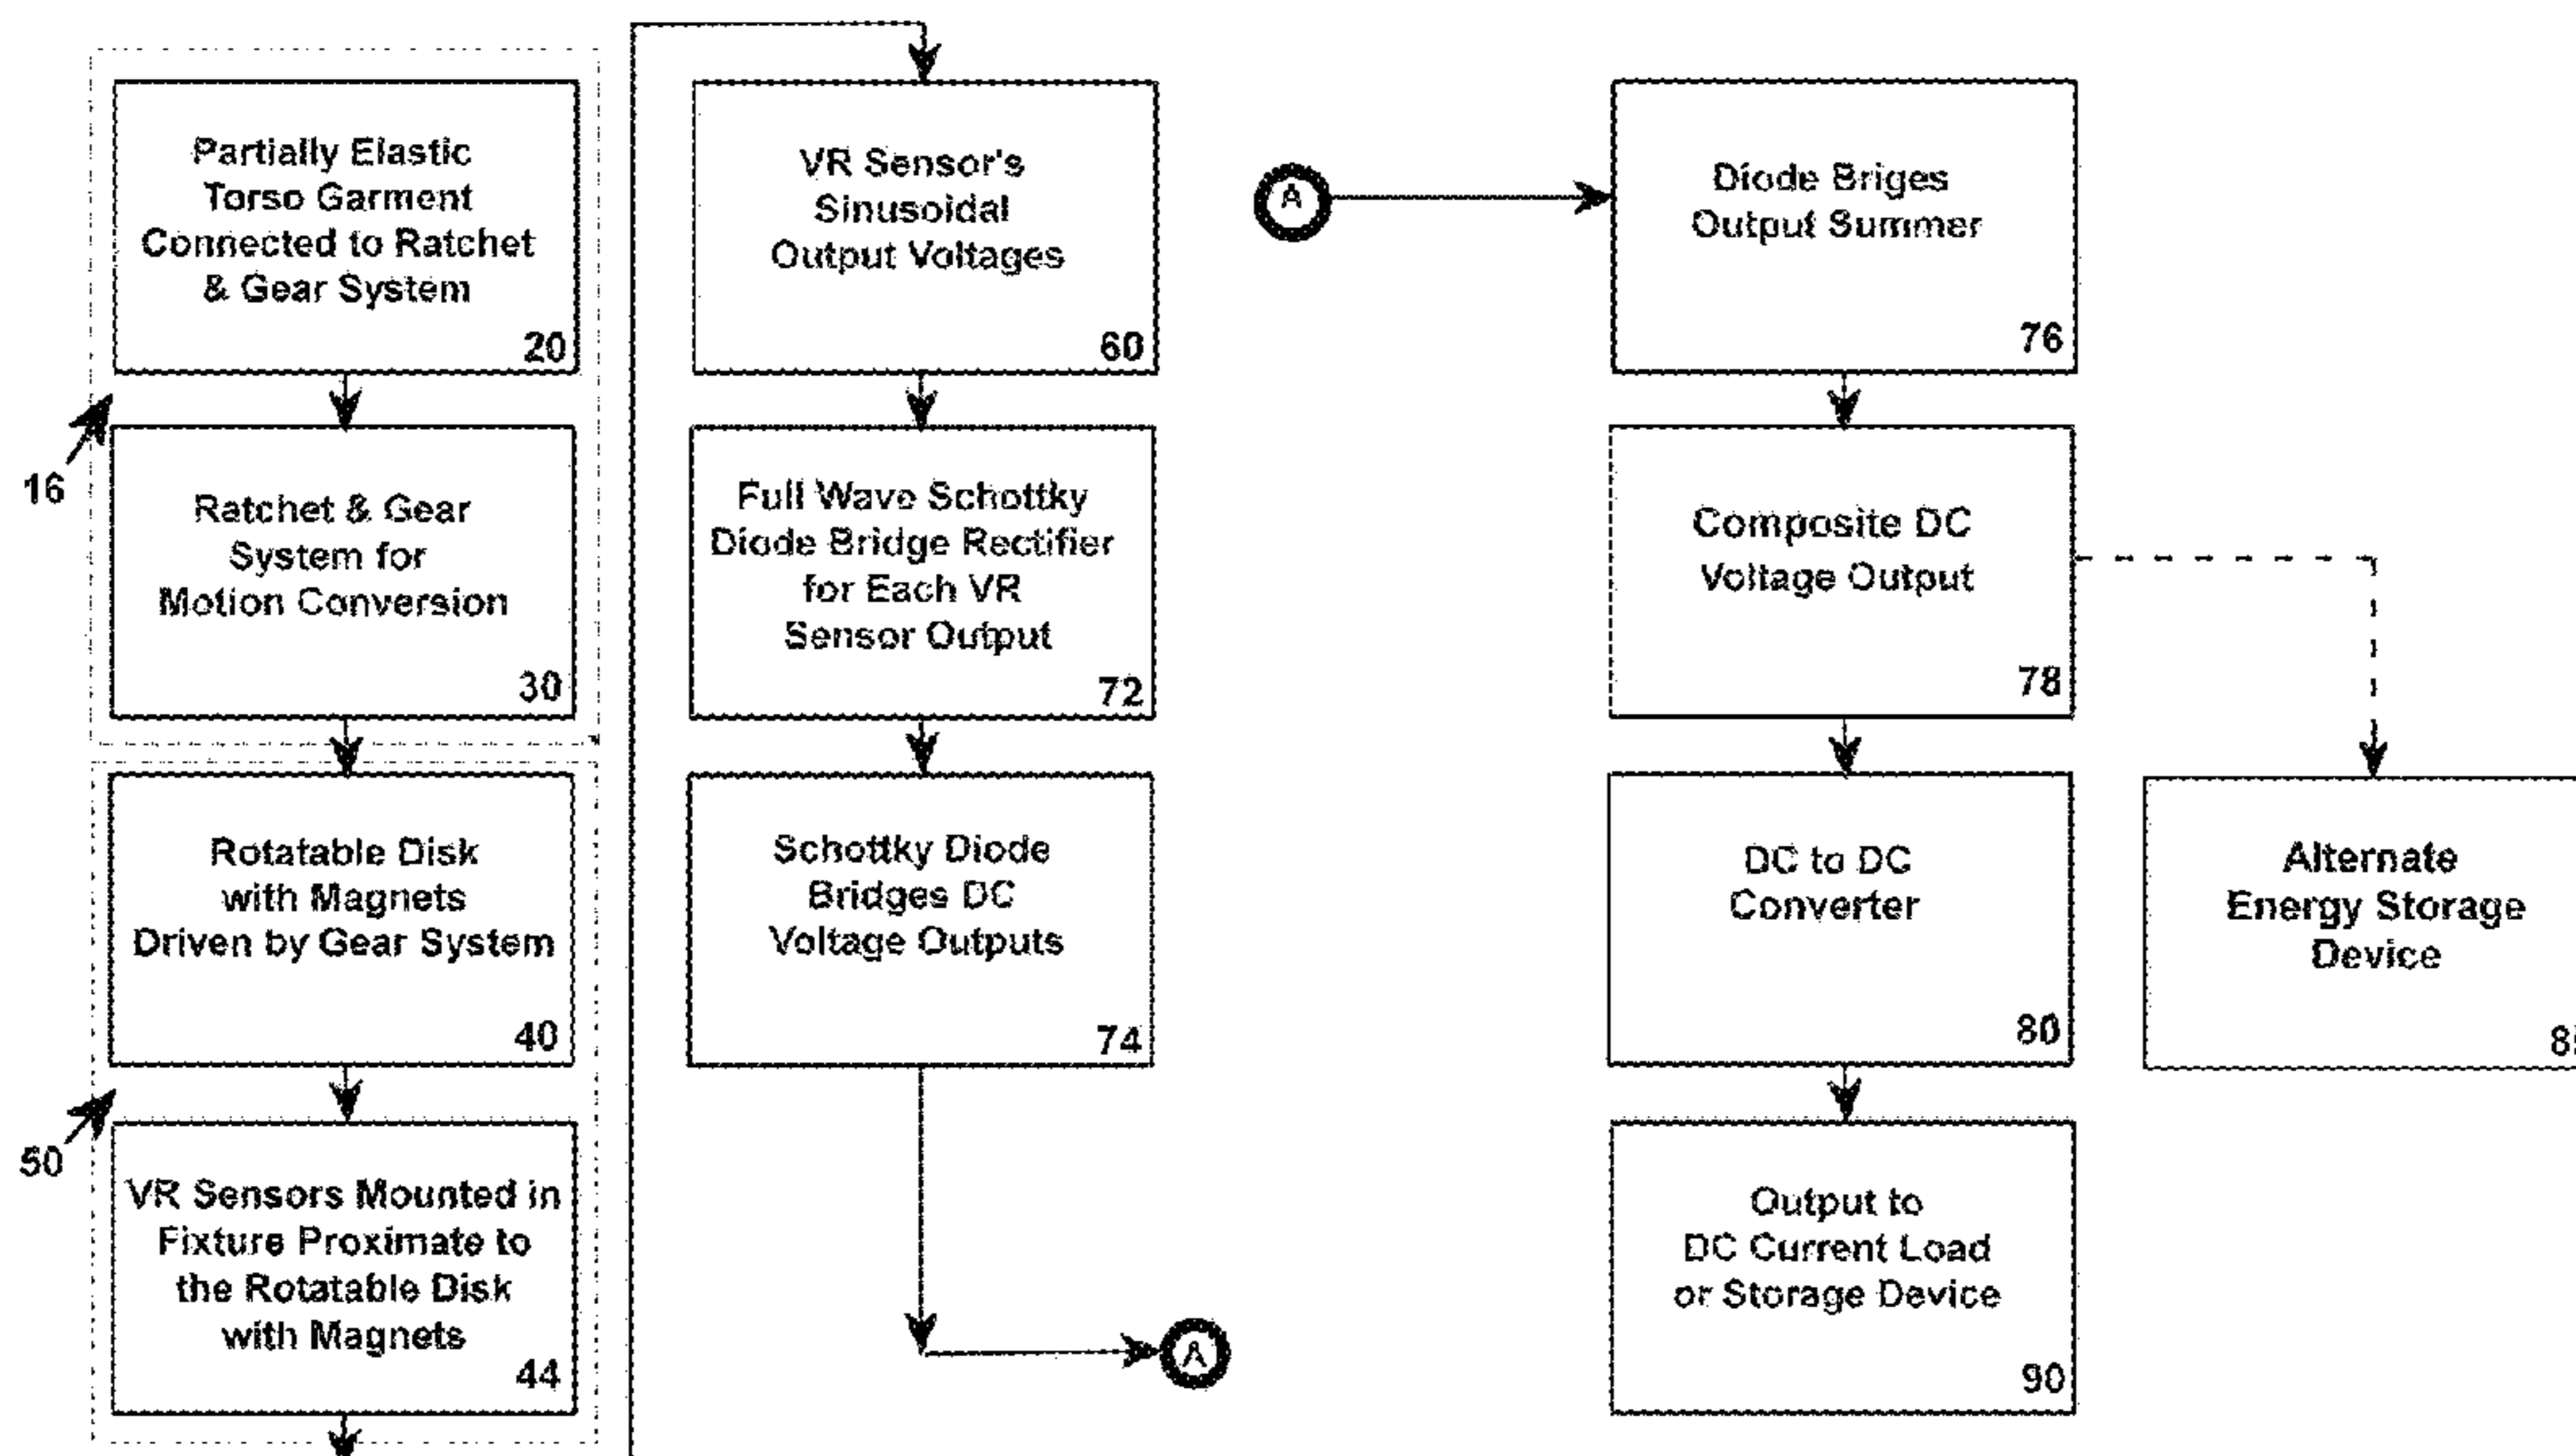 Partially Elastic
Torso Garment
Connected to Ratchet
& Gear System
20
16
Ratchet & Gear
System for
Motion Conversion
30
Rotatable Disk
with Magnets
Driven by Gear System
40
50
VR Sensors Mounted in
Fixture Proximate to
the Rotatable Disk
with Magnets
44
VR Sensor's
Sinusoidal
Output Voltages
60
Full Wave Schottky
Diode Bridge Rectifier
for Each VR
Sensor Output
72
Schottky Diode
Bridges DC
Voltage Outputs
74
A
A
Diode Briges
Output Summer
76
Composite DC
Voltage Output
78
DC to DC
Converter
80
Alternate
Energy Storage
Device
Output to
DC Current Load
or Storage Device
90